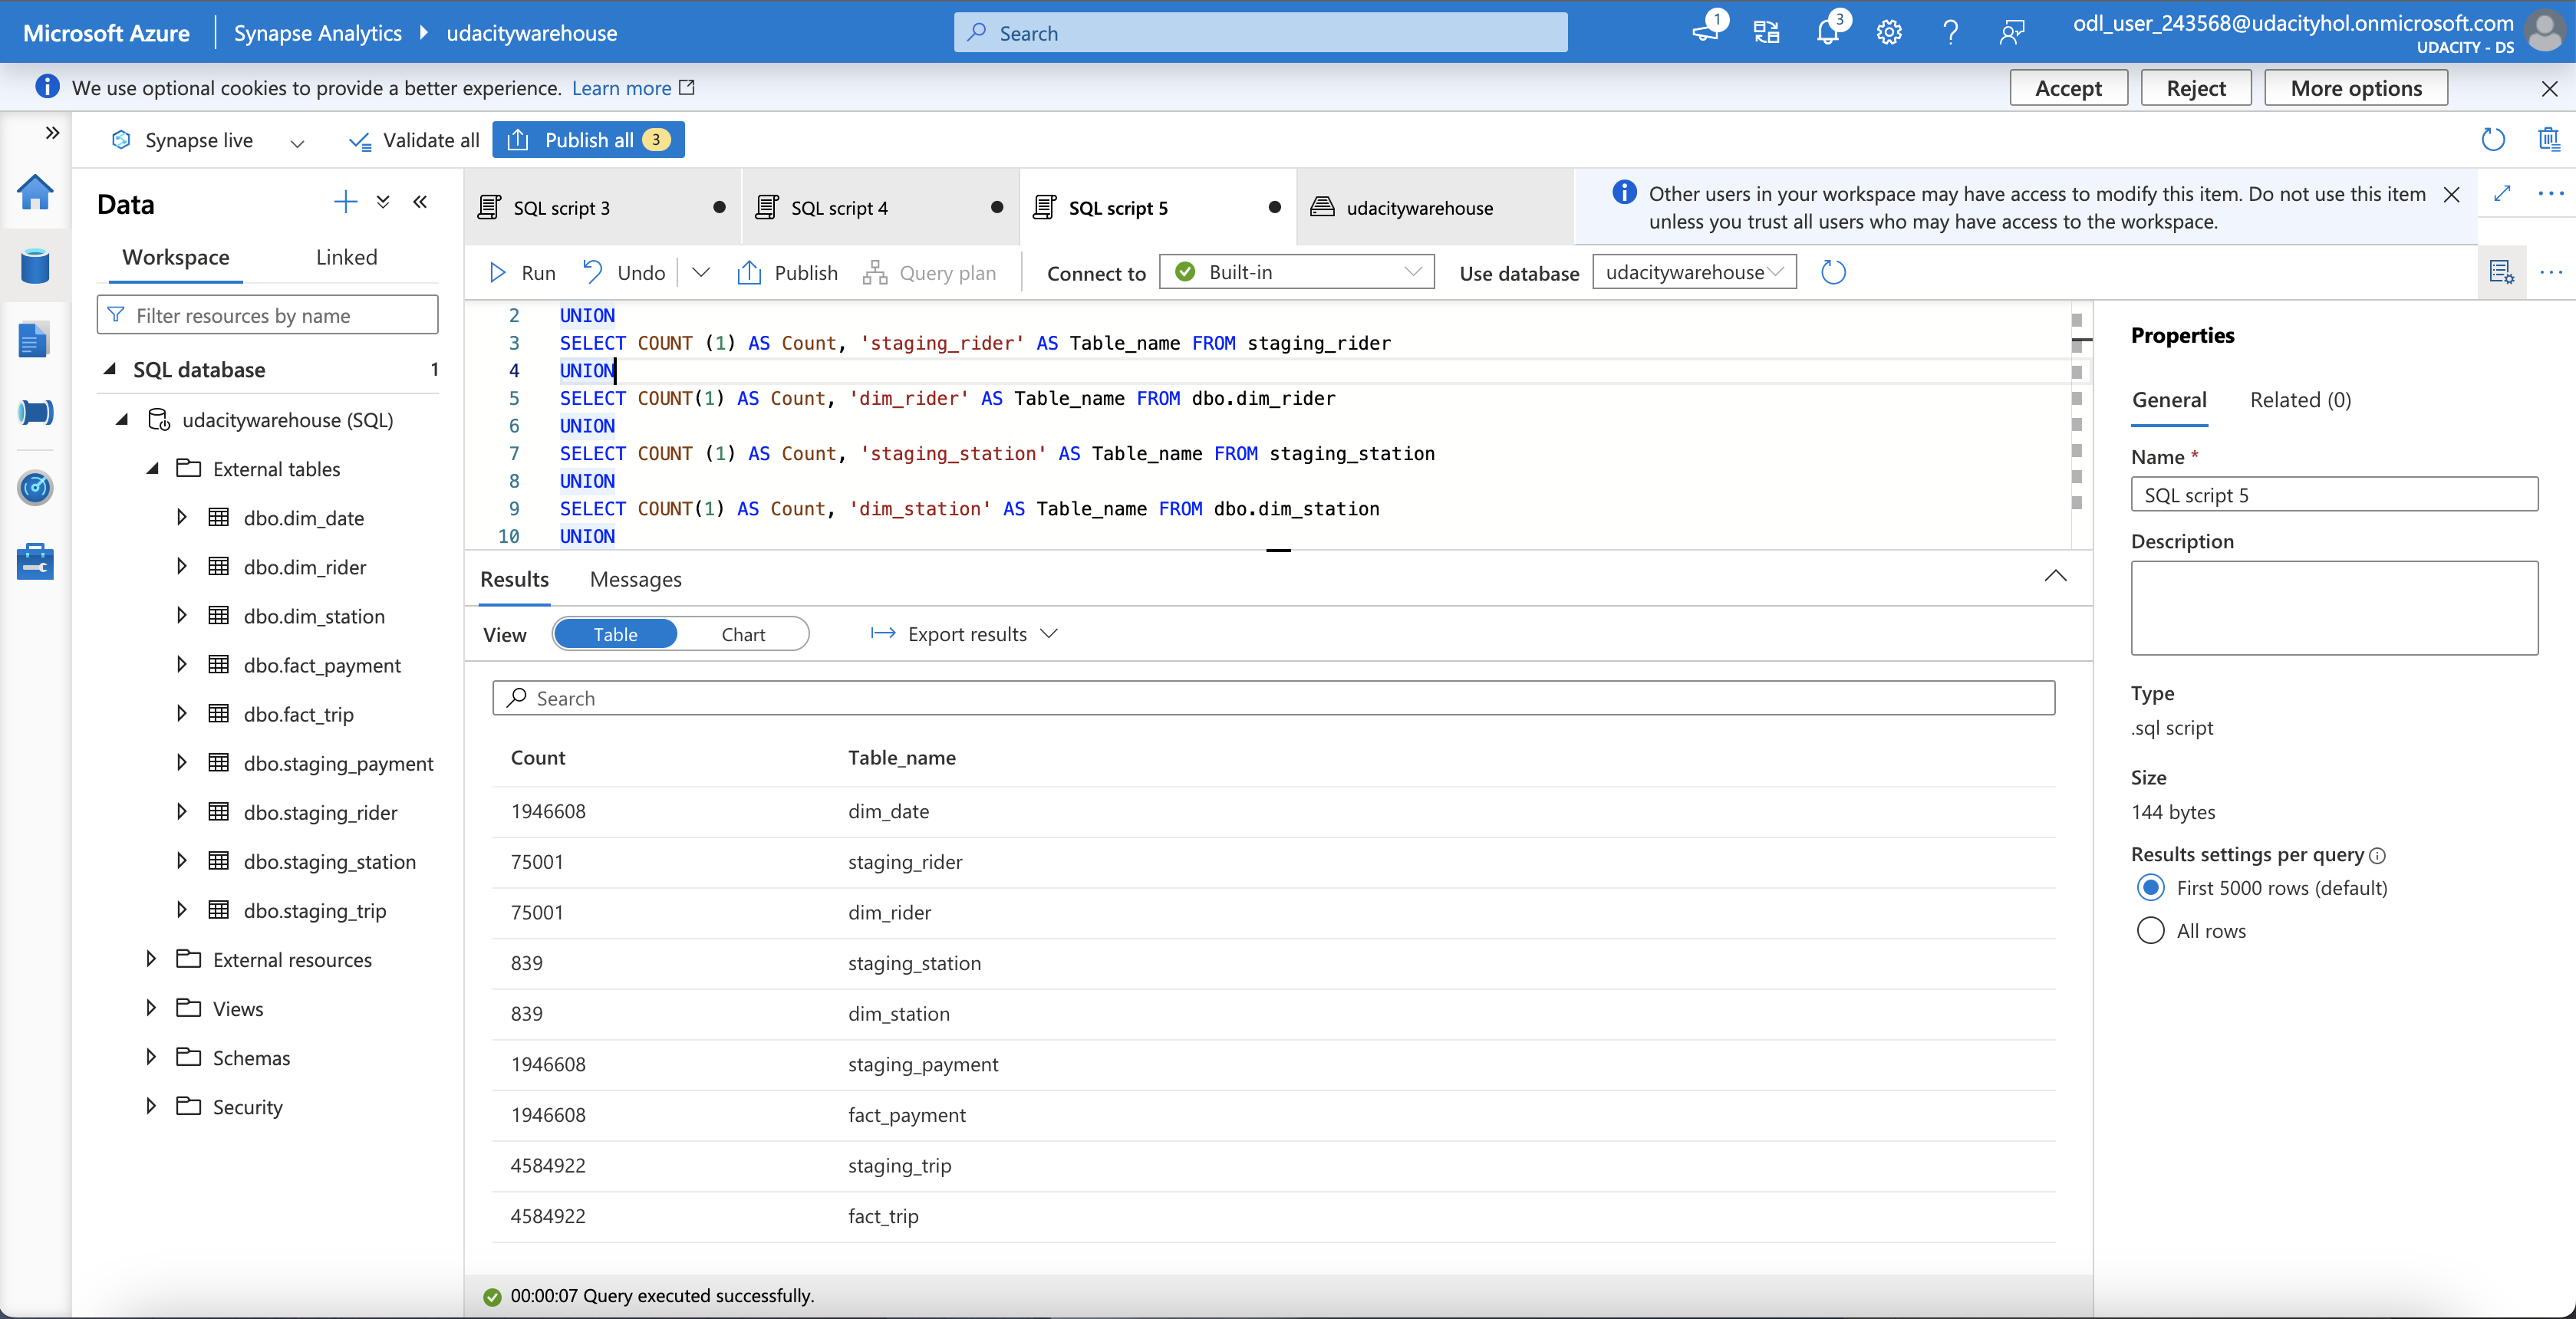 Microsoft Azure
Synapse Analytics
udacitywarehouse
Search
1
3
odl_user_243568@udacityhol.onmicrosoft.com
UDACITY - DS
We use optional cookies to provide a better experience. Learn more
Accept
Reject
More options
Synapse live
Validate all
Publish all 3
Data
Workspace
Linked
Filter resources by name
SQL database 1
udacitywarehouse (SQL)
External tables
dbo.dim_date
dbo.dim_rider
dbo.dim_station
dbo.fact_payment
dbo.fact_trip
dbo.staging_payment
dbo.staging_rider
dbo.staging_station
dbo.staging_trip
External resources
Views
Schemas
Security
SQL script 3
SQL script 4
SQL script 5
udacitywarehouse
Other users in your workspace may have access to modify this item. Do not use this item
unless you trust all users who may have access to the workspace.
Run
Undo
Publish
Query plan
Connect to
Built-in
Use database
udacitywarehouse
2 UNION
3 SELECT COUNT (1) AS Count, 'staging_rider' AS Table_name FROM staging_rider
4 UNION
5 SELECT COUNT(1) AS Count, 'dim_rider' AS Table_name FROM dbo.dim_rider
6 UNION
7 SELECT COUNT (1) AS Count, 'staging_station' AS Table_name FROM staging_station
8 UNION
9 SELECT COUNT(1) AS Count, 'dim_station' AS Table_name FROM dbo.dim_station
10 UNION
Results
Messages
View
Table
Chart
Export results
Search
Count Table_name
1946608 dim_date
75001 staging_rider
75001 dim_rider
839 staging_station
839 dim_station
1946608 staging_payment
1946608 fact_payment
4584922 staging_trip
4584922 fact_trip
00:00:07 Query executed successfully.
Properties
General
Related (0)
Name *
SQL script 5
Description
Type
.sql script
Size
144 bytes
Results settings per query
First 5000 rows (default)
All rows